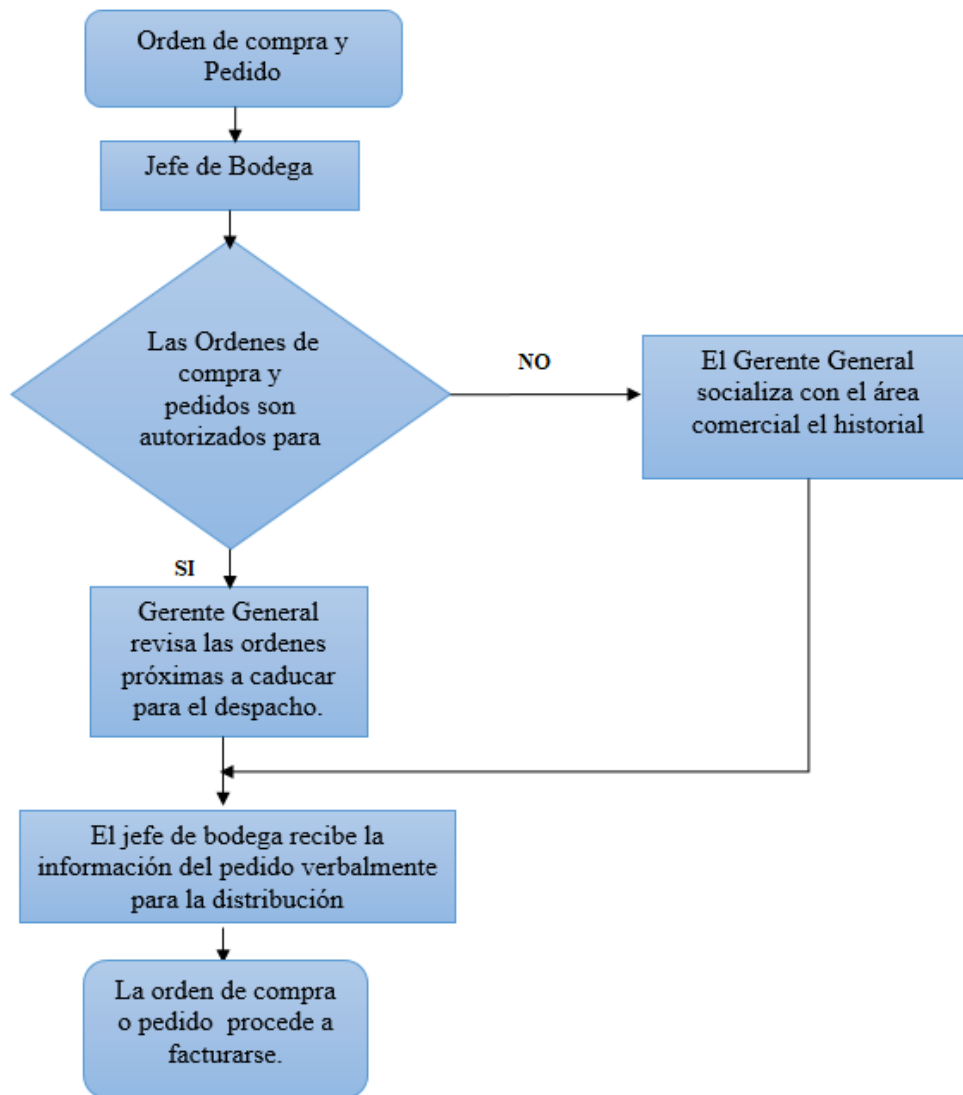 Orden de compra y
Pedido
Jefe de Bodega
Las Ordenes de
compra y
pedidos son
autorizados para
NO
El Gerente General
socializa con el área
comercial el historial
SI
Gerente General
revisa las ordenes
próximas a caducar
para el despacho.
El jefe de bodega recibe la
información del pedido verbalmente
para la distribución
La orden de compra
o pedido procede a
facturarse.